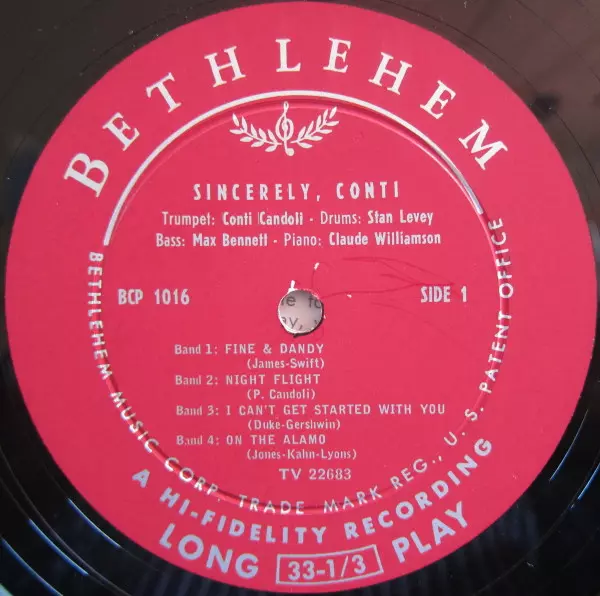 BETHLEHEM
SINCERELY, CONTI
Trumpet: Conti Candoli - Drums: Stan Levey
Bass: Max Bennett - Piano: Claude Williamson
BCP 1016
SIDE 1
Band 1: FINE & DANDY
(James-Swift)
Band 2: NIGHT FLIGHT
(P. Candoli)
Band 3: I CAN'T GET STARTED WITH YOU
(Duke-Gershwin)
Band 4: ON THE ALAMO
(Jones-Kahn-Lyons)
TV 22683
BETHLEHEM MUSIC CORP. TRADE MARK REG., U. S. PATENT OFFICE
A HI-FIDELITY RECORDING
LONG 33-1/3 PLAY